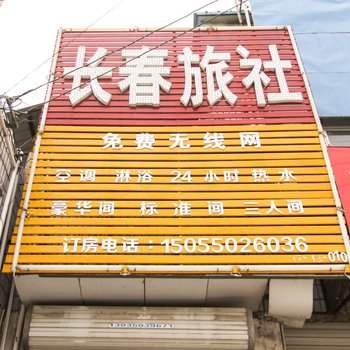 长春旅社
免费无线网
空调 淋浴 24小时热水
豪华间 标准间 三人间
订房电话：15055026036